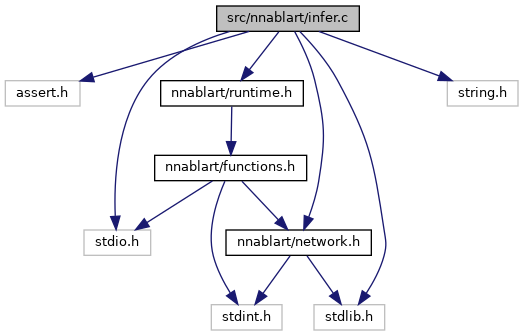 src/nnablart/infer.c
assert.h
nnablart/runtime.h
string.h
nnablart/functions.h
stdio.h
nnablart/network.h
stdint.h
stdlib.h